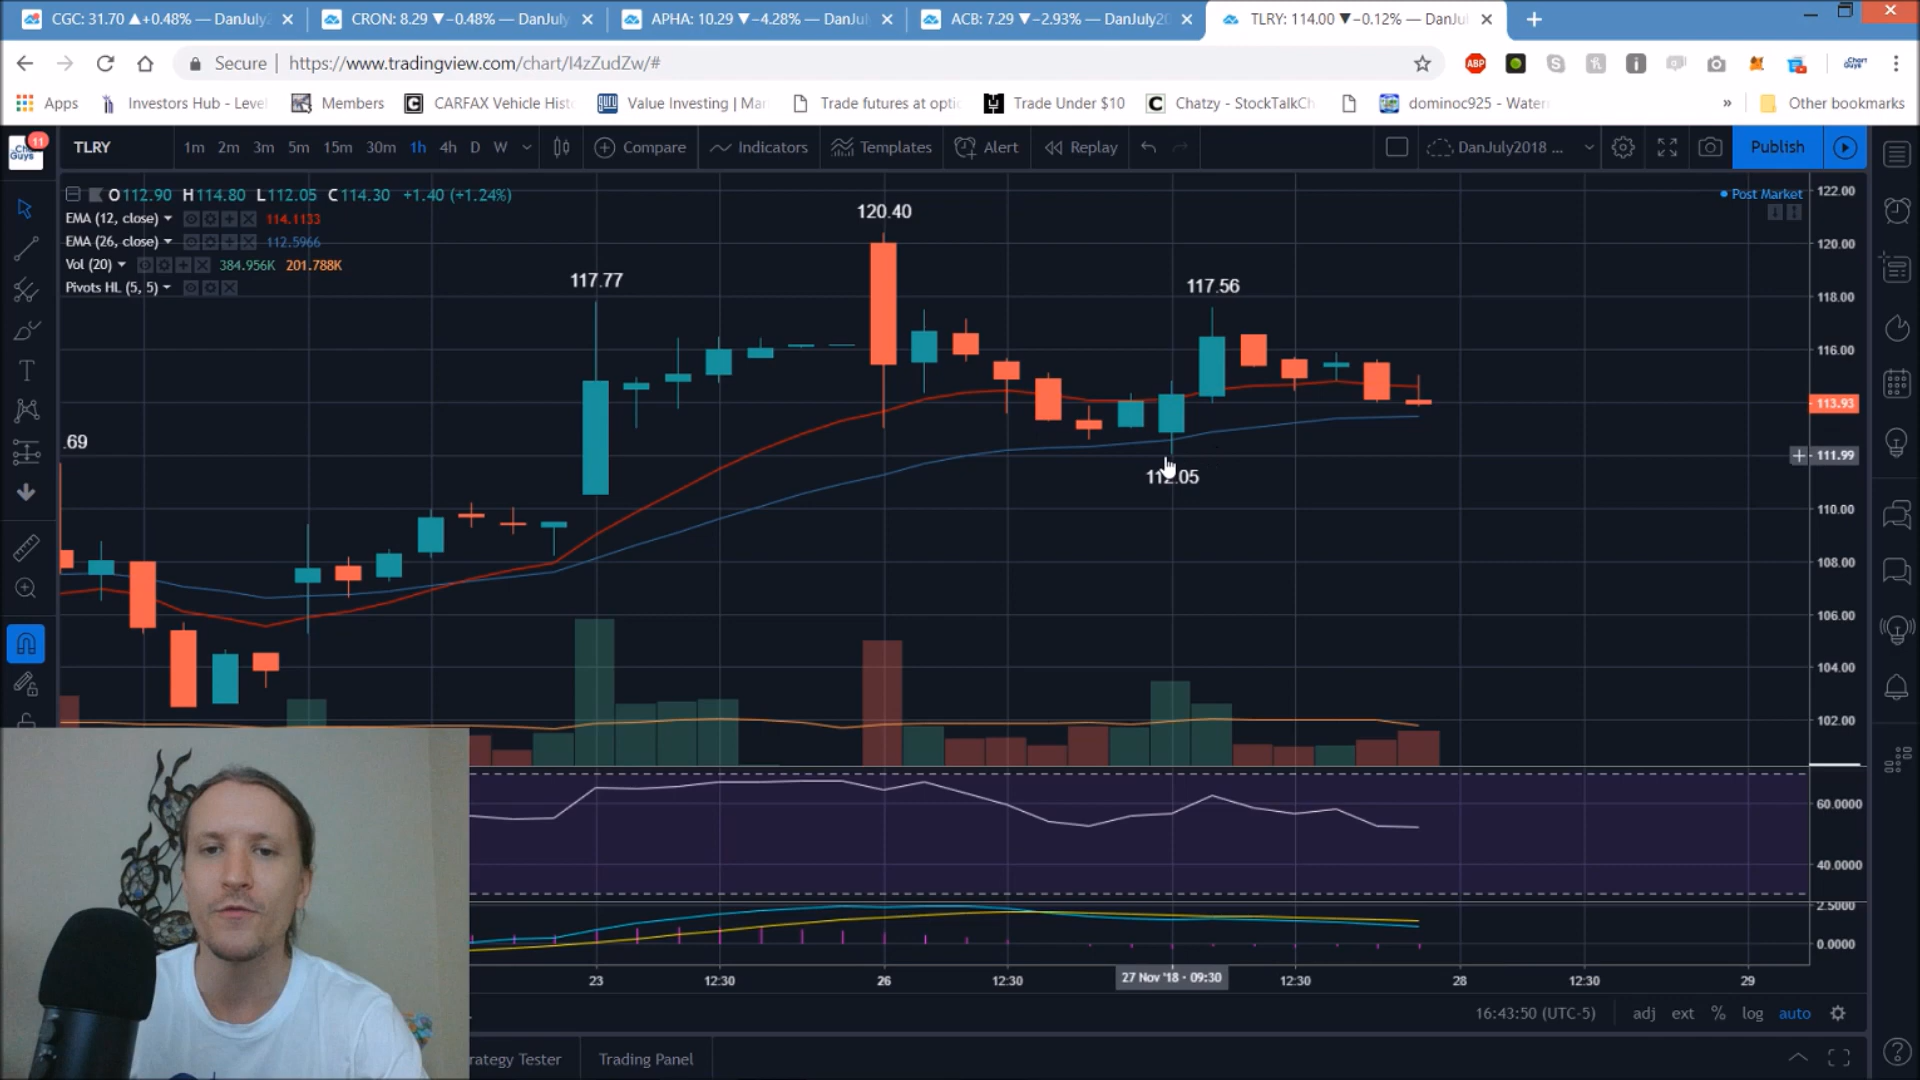 CGC: 31.70 ▲+0.48% — DanJuly
CRON: 8.29 ▼−0.48% — DanJuly
APHA: 10.29 ▼−4.28% — DanJul
ACB: 7.29 ▼−2.93% — DanJuly20
TLRY: 114.00 ▼−0.12% — DanJul
Secure | https://www.tradingview.com/chart/I4zZudZw/#
ABP
Apps
Investors Hub - Level
Members
CARFAX Vehicle Hist
guru Value Investing | Mar
Trade futures at optio
Trade Under $10
Chatzy - StockTalkCh
dominoc925 - Water
»
Other bookmarks
11
TLRY
1m 2m 3m 5m 15m 30m 1h 4h D W
Compare
Indicators
Templates
Alert
Replay
DanJuly2018 ...
Publish
O112.90 H114.80 L112.05 C114.30 +1.40 (+1.24%)
EMA (12, close) 114.1133
EMA (26, close) 112.5966
Vol (20) 384.956K 201.788K
Pivots HL (5, 5)
Post Market
120.40
117.77
117.56
.69
112.05
122.00
120.00
118.00
116.00
113.93
111.99
110.00
108.00
106.00
104.00
102.00
60.0000
40.0000
2.5000
0.0000
23
12:30
26
12:30
27 Nov '18 - 09:30
12:30
28
12:30
29
16:43:50 (UTC-5)
adj ext % log auto
rategy Tester
Trading Panel